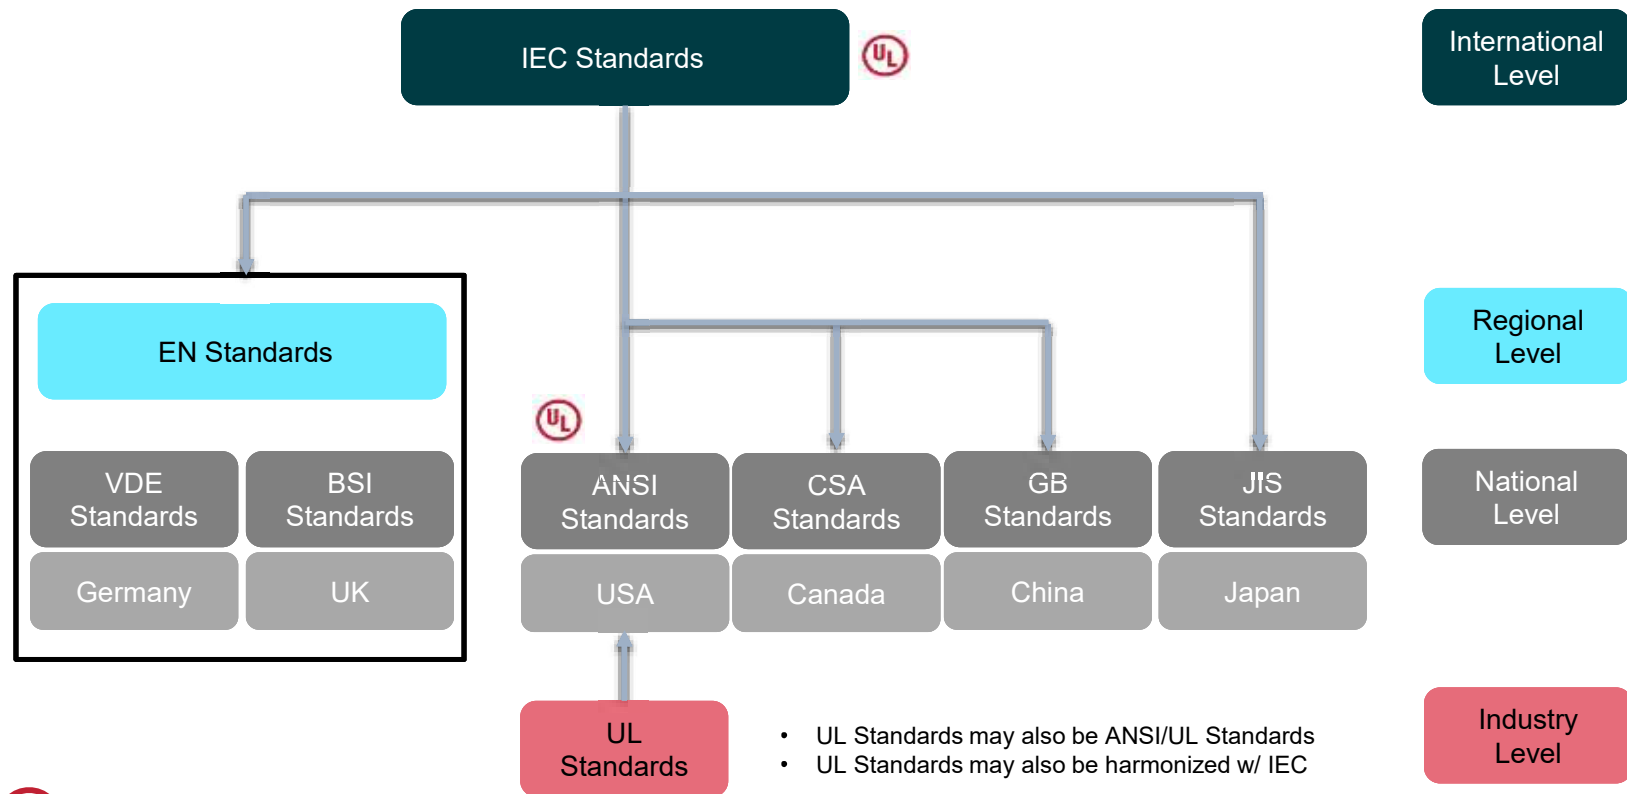 IEC Standards
UL
International
Level
EN Standards
Regional
Level
UL
VDE
Standards
BSI
Standards
ANSI
Standards
CSA
Standards
GB
Standards
JIS
Standards
National
Level
Germany
UK
USA
Canada
China
Japan
UL
Standards
• UL Standards may also be ANSI/UL Standards
• UL Standards may also be harmonized w/ IEC
Industry
Level